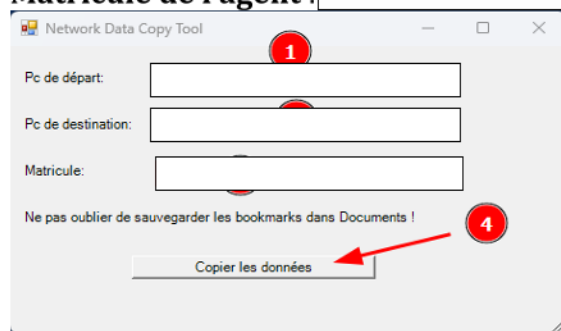 Matricule de l'agent :
Network Data Copy Tool
1
Pc de départ:
Pc de destination:
Matricule:
Ne pas oublier de sauvegarder les bookmarks dans Documents !
4
Copier les données